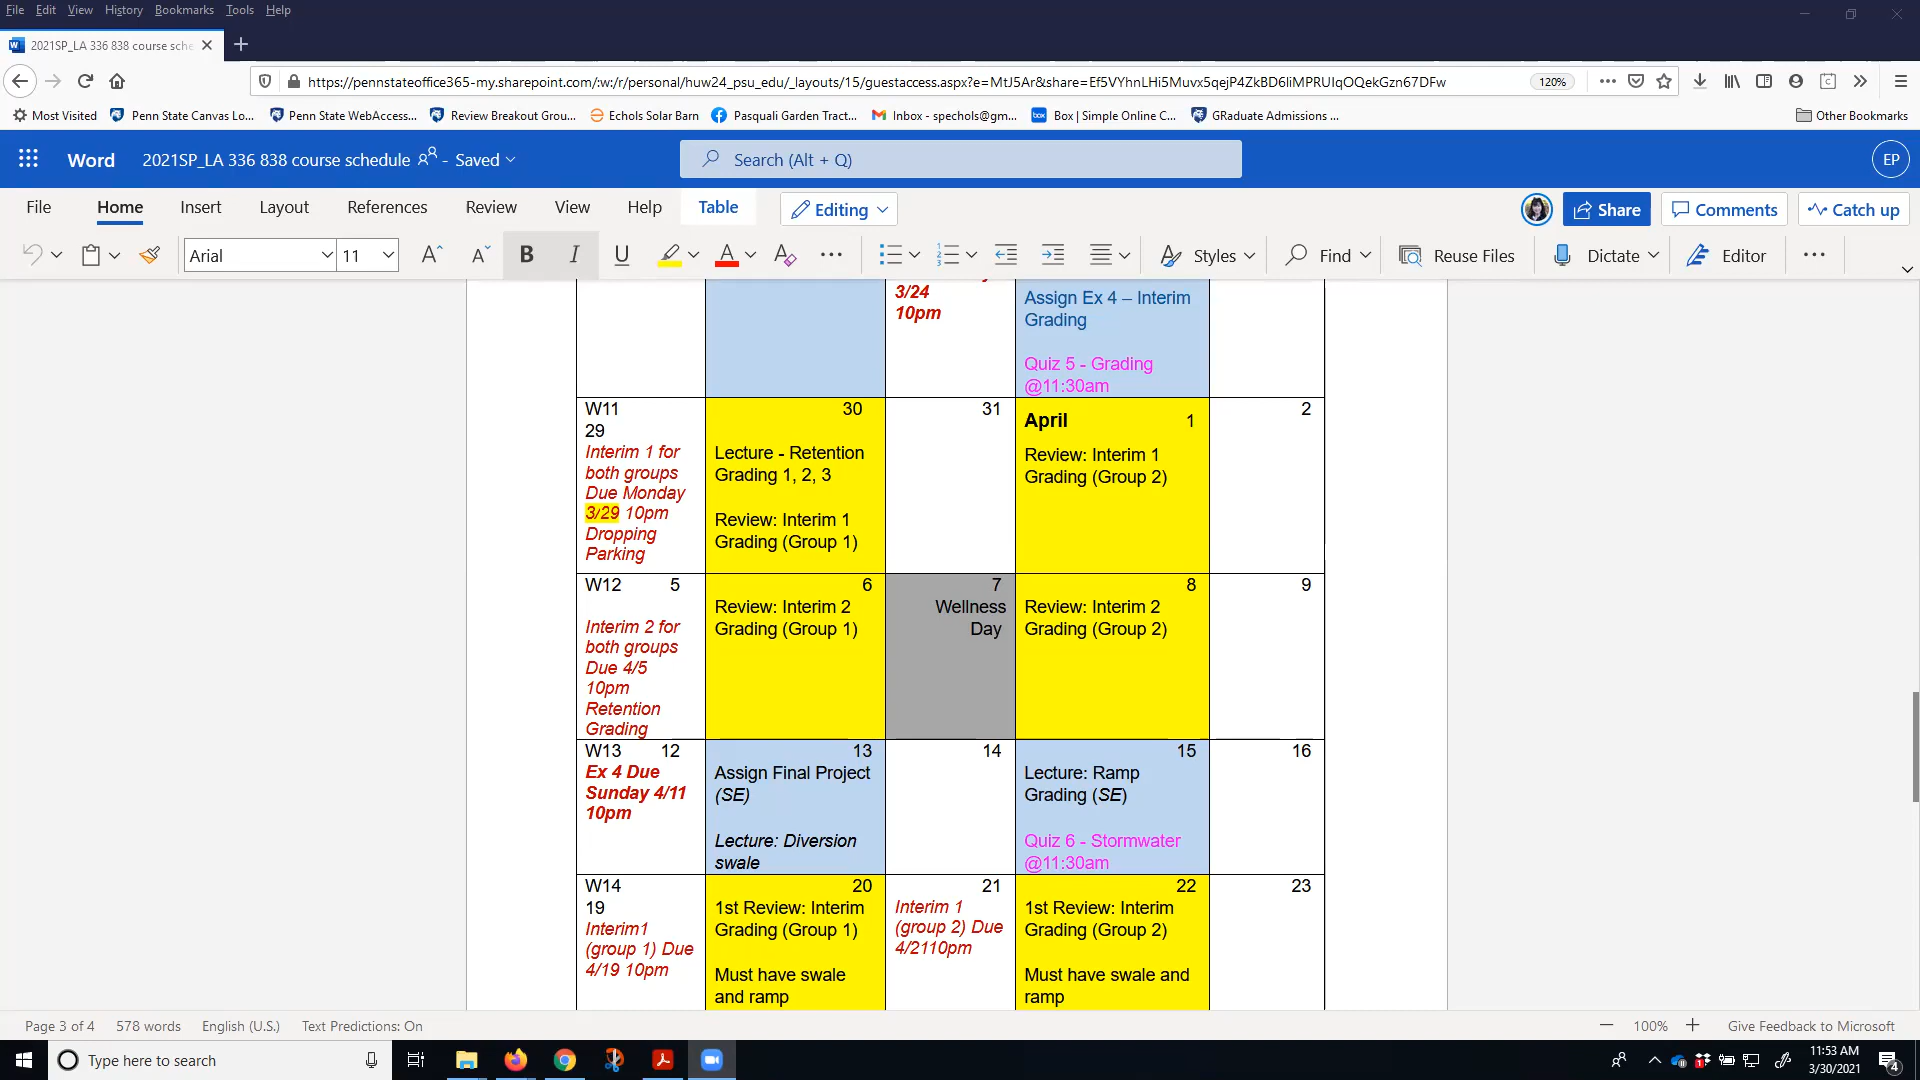 File Edit View History Bookmarks Tools Help
2021SP_LA 336 838 course sche
https://pennstateoffice365-my.sharepoint.com/:w:/r/personal/huw24_psu_edu/_layouts/15/guestaccess.aspx?e=MtJ5Ar&share=Ef5VYhnLHi5Muvx5qejP4ZkBD6liMPRUIqOQekGzn67DFw 120%
Most Visited Penn State Canvas Lo... Penn State WebAccess... Review Breakout Grou... Echols Solar Barn Pasquali Garden Tract... Inbox - spechols@gm... Box | Simple Online C... GRaduate Admissions ... Other Bookmarks
Word 2021SP_LA 336 838 course schedule - Saved Search (Alt + Q) EP
File Home Insert Layout References Review View Help Table Editing Share Comments Catch up
Arial 11 B I U A Styles Find Reuse Files Dictate Editor
3/24
10pm
Assign Ex 4 – Interim
Grading
Quiz 5 - Grading
@11:30am
W11
29
Interim 1 for
both groups
Due Monday
3/29 10pm
Dropping
Parking
30
Lecture - Retention
Grading 1, 2, 3
Review: Interim 1
Grading (Group 1)
31
April 1
Review: Interim 1
Grading (Group 2)
2
W12 5
Interim 2 for
both groups
Due 4/5
10pm
Retention
Grading
6
Review: Interim 2
Grading (Group 1)
7
Wellness
Day
8
Review: Interim 2
Grading (Group 2)
9
W13 12
Ex 4 Due
Sunday 4/11
10pm
13
Assign Final Project
(SE)
Lecture: Diversion
swale
14
15
Lecture: Ramp
Grading (SE)
Quiz 6 - Stormwater
@11:30am
16
W14
19
Interim1
(group 1) Due
4/19 10pm
20
1st Review: Interim
Grading (Group 1)
Must have swale
and ramp
21
Interim 1
(group 2) Due
4/2110pm
22
1st Review: Interim
Grading (Group 2)
Must have swale and
ramp
23
Page 3 of 4 578 words English (U.S.) Text Predictions: On 100% Give Feedback to Microsoft
Type here to search
11:53 AM
3/30/2021
4